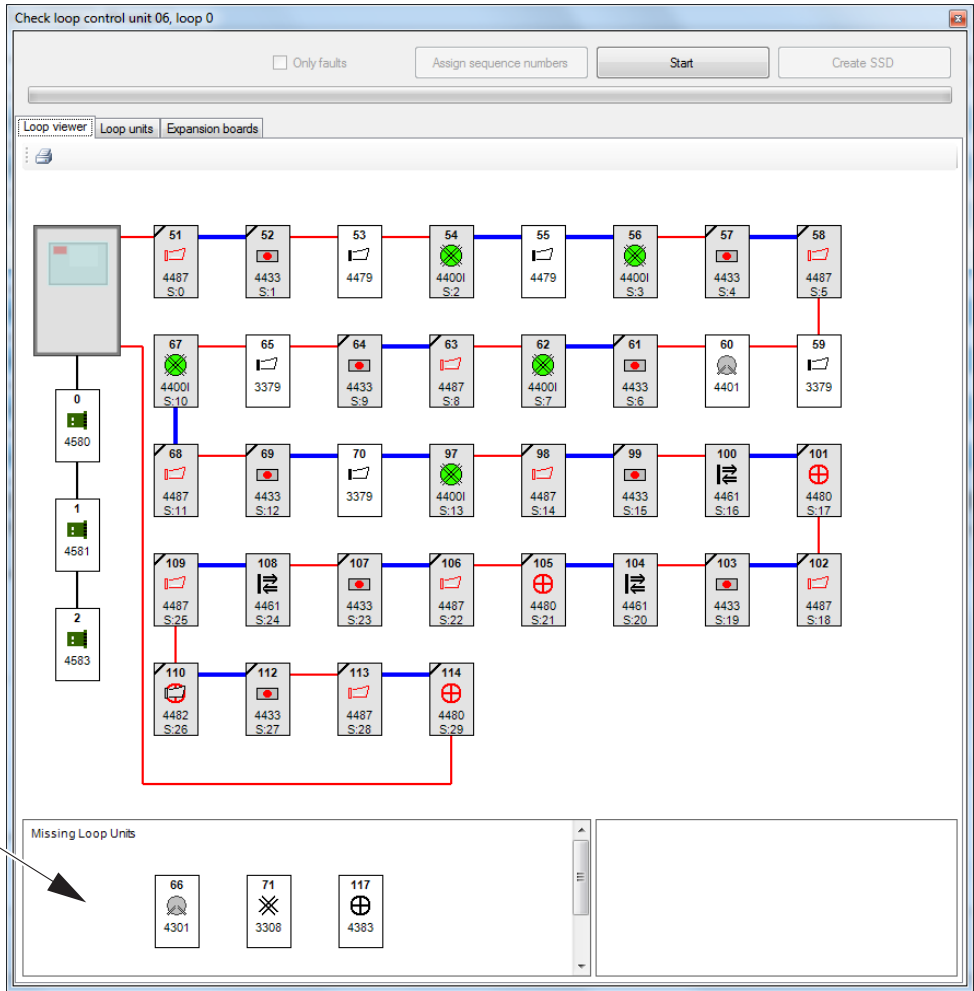 Check loop control unit 06, loop 0
Only faults
Assign sequence numbers
Start
Create SSD
Loop viewer
Loop units
Expansion boards
51 52 53 54 55 56 57 58
4487 4433 4479 4400I 4479 4400I 4433 4487
S:0 S:1 S:2 S:3 S:4 S:5
67 65 64 63 62 61 60 59
4400I 3379 4433 4487 4400I 4433 4401 3379
S:10 S:9 S:8 S:7 S:6
0
4580
68 69 70 97 98 99 100 101
4487 4433 3379 4400I 4487 4433 4461 4480
S:11 S:12 S:13 S:14 S:15 S:16 S:17
1
4581
109 108 107 106 105 104 103 102
4487 4461 4433 4487 4480 4461 4433 4487
S:25 S:24 S:23 S:22 S:21 S:20 S:19 S:18
2
4583
110 112 113 114
4482 4433 4487 4480
S:26 S:27 S:28 S:29
Missing Loop Units
66 71 117
4301 3308 4383